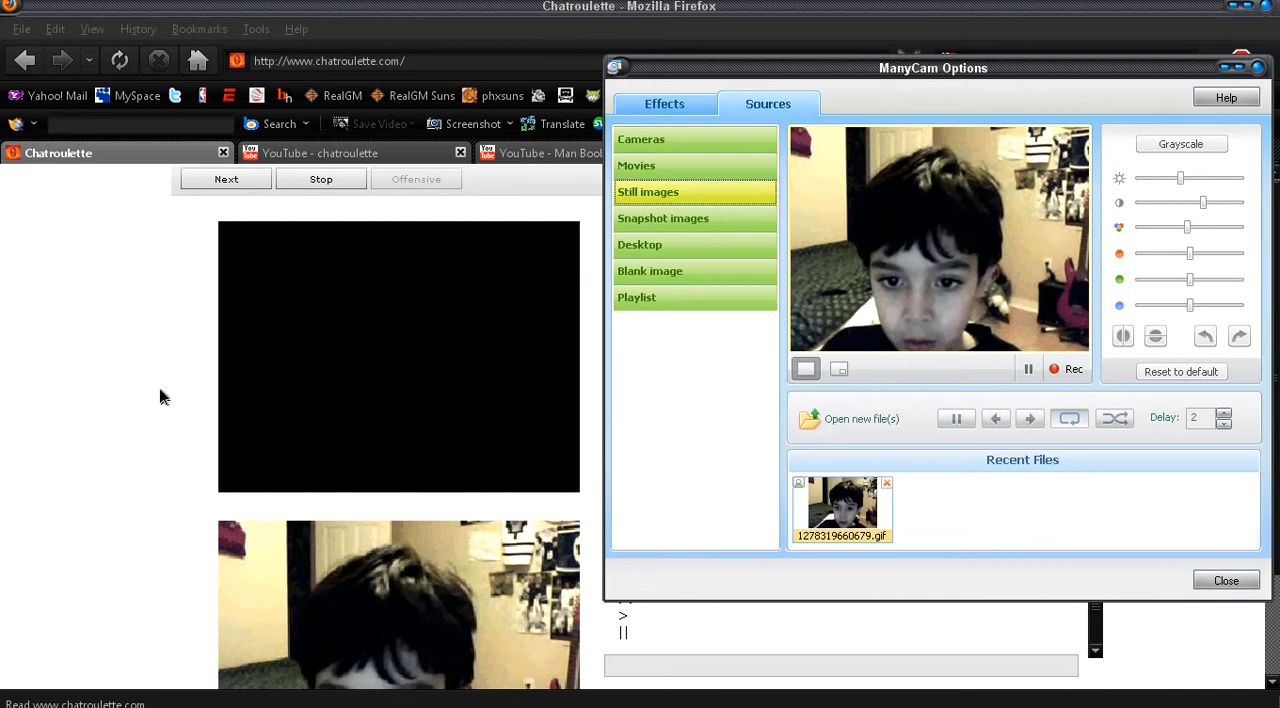 Chatroulette - Mozilla Firefox
File Edit View History Bookmarks Tools Help
http://www.chatroulette.com/
Yahoo! Mail MySpace RealGM RealGM Suns phxsuns
Search Save Video Screenshot Translate
Chatroulette YouTube - chatroulette YouTube - Man Boob
Next Stop Offensive
ManyCam Options
Effects Sources Help
Cameras
Movies
Still images
Snapshot images
Desktop
Blank image
Playlist
Grayscale
Rec
Reset to default
Open new file(s) Delay: 2
Recent Files
1278319660679.gif
Close
>
||
Read www.chatroulette.com